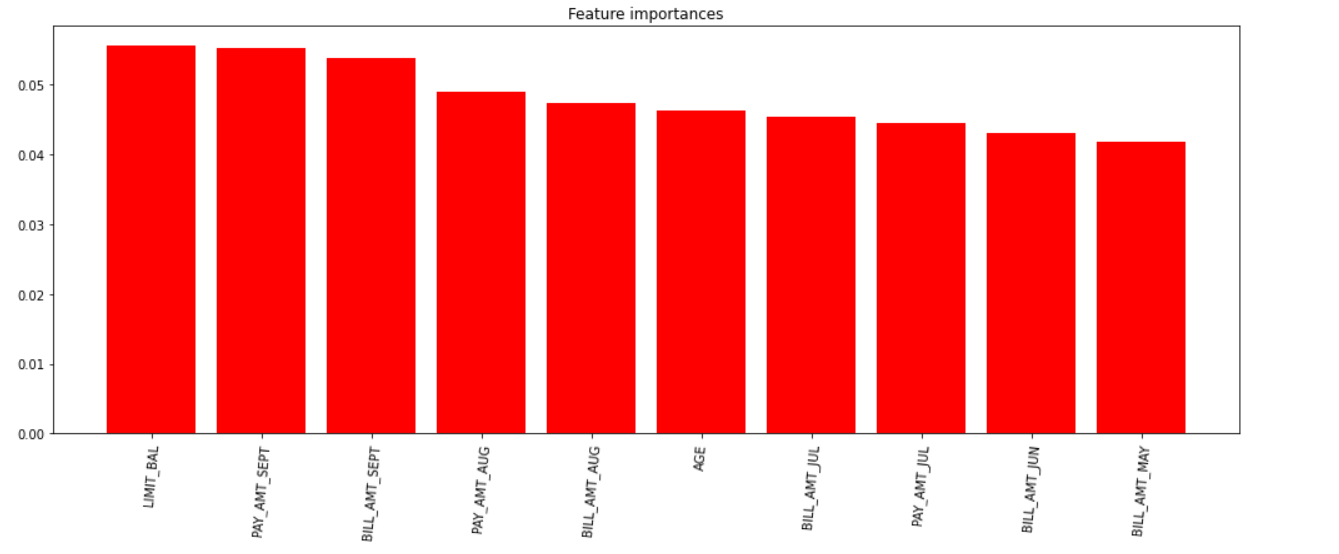 Feature importances
0.05
0.04
0.03
0.02
0.01
0.00
LIMIT_BAL
PAY_AMT_SEPT
BILL_AMT_SEPT
PAY_AMT_AUG
BILL_AMT_AUG
AGE
BILL_AMT_JUL
PAY_AMT_JUL
BILL_AMT_JUN
BILL_AMT_MAY